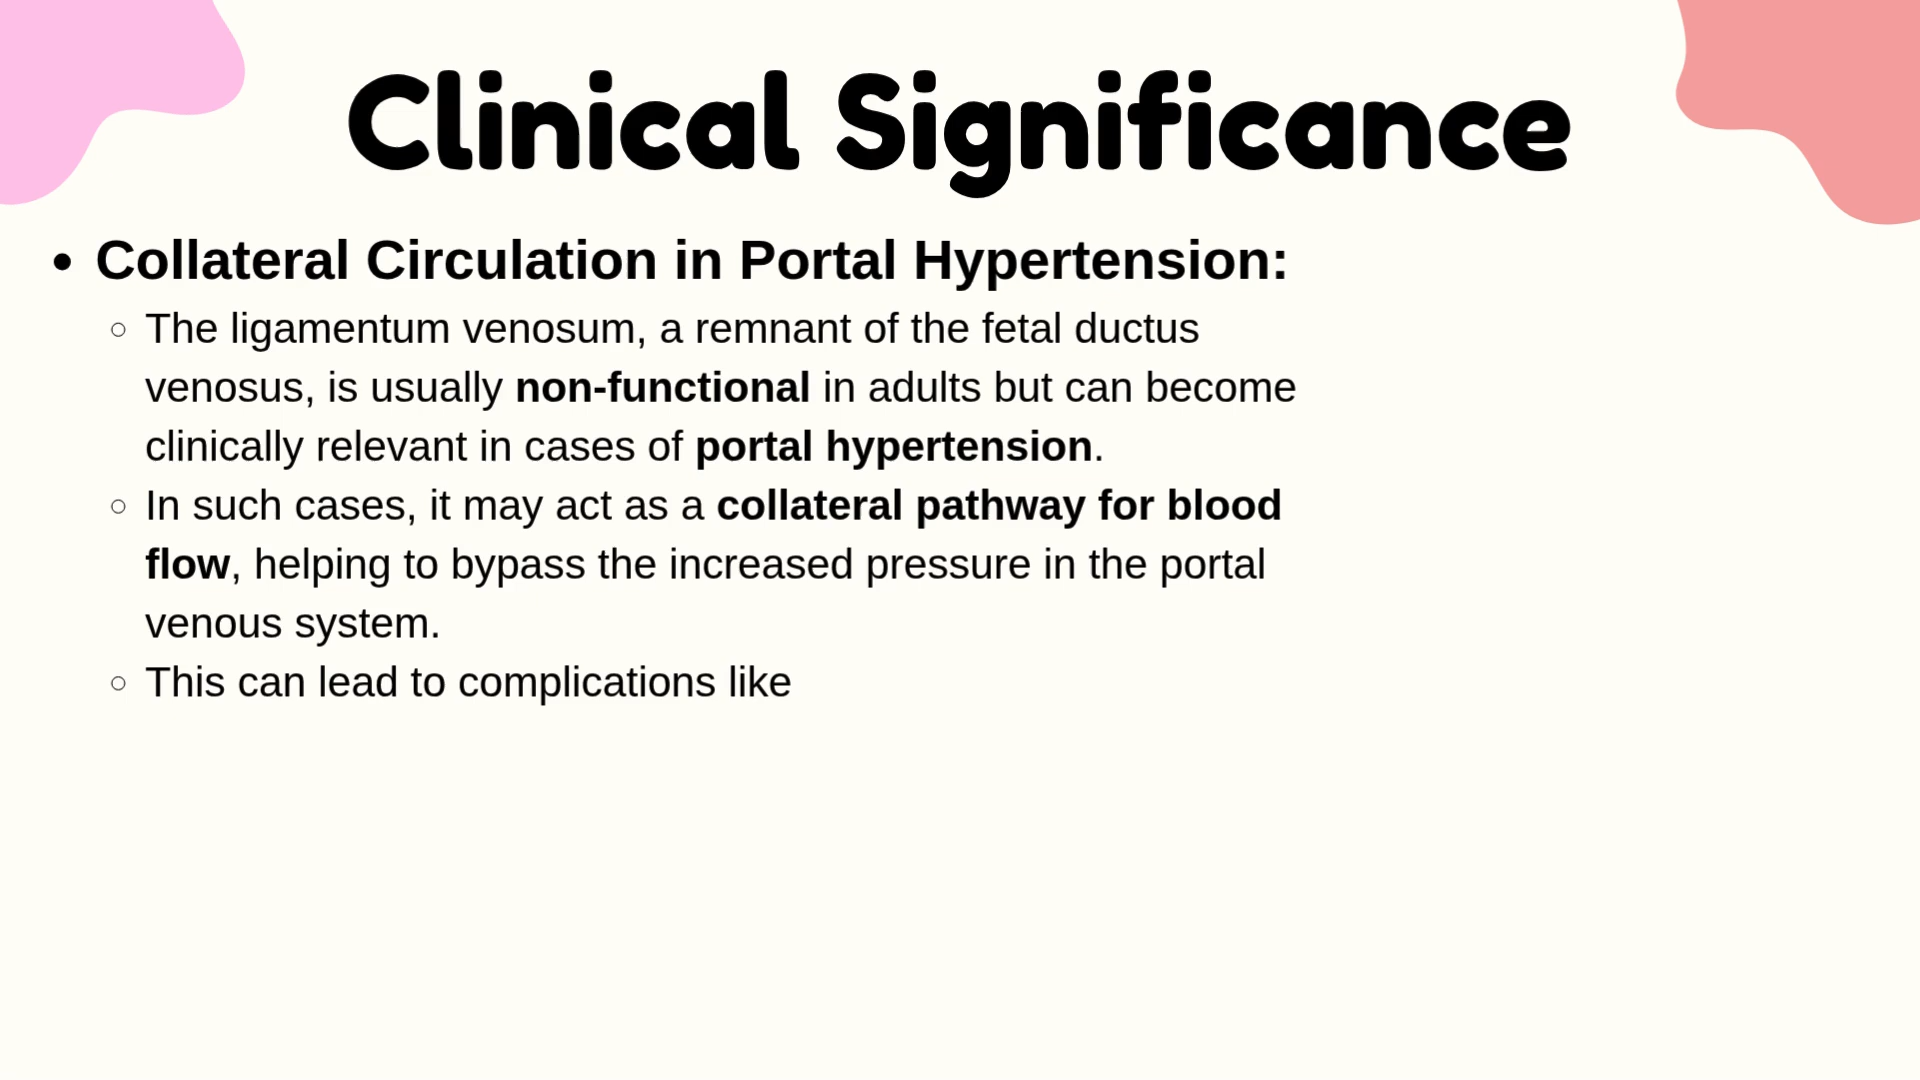 Clinical Significance
• Collateral Circulation in Portal Hypertension:
○ The ligamentum venosum, a remnant of the fetal ductus
venosus, is usually non-functional in adults but can become
clinically relevant in cases of portal hypertension.
○ In such cases, it may act as a collateral pathway for blood
flow, helping to bypass the increased pressure in the portal
venous system.
○ This can lead to complications like